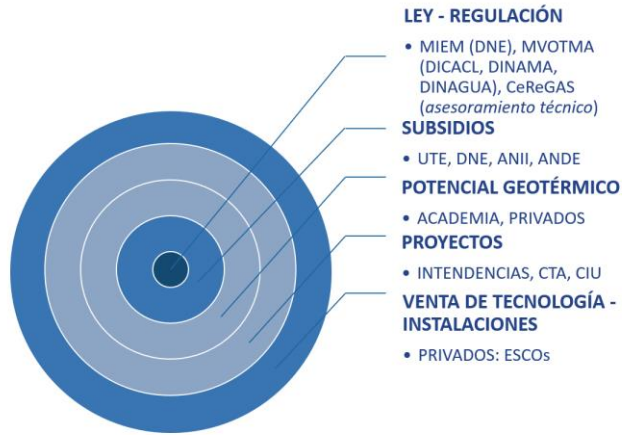 LEY - REGULACIÓN
• MIEM (DNE), MVOTMA
(DICACL, DINAMA,
DINAGUA), CeReGAS
(asesoramiento técnico)
SUBSIDIOS
• UTE, DNE, ANII, ANDE
POTENCIAL GEOTÉRMICO
• ACADEMIA, PRIVADOS
PROYECTOS
• INTENDENCIAS, CTA, CIU
VENTA DE TECNOLOGÍA -
INSTALACIONES
• PRIVADOS: ESCOs